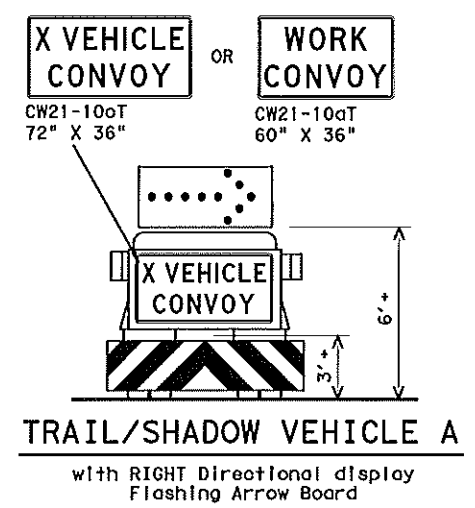 X VEHICLE
CONVOY
OR
WORK
CONVOY
CW21-10oT
72" X 36"
CW21-10aT
60" X 36"
X VEHICLE
CONVOY
6'+
3'+
TRAIL/SHADOW VEHICLE A
with RIGHT Directional display
Flashing Arrow Board